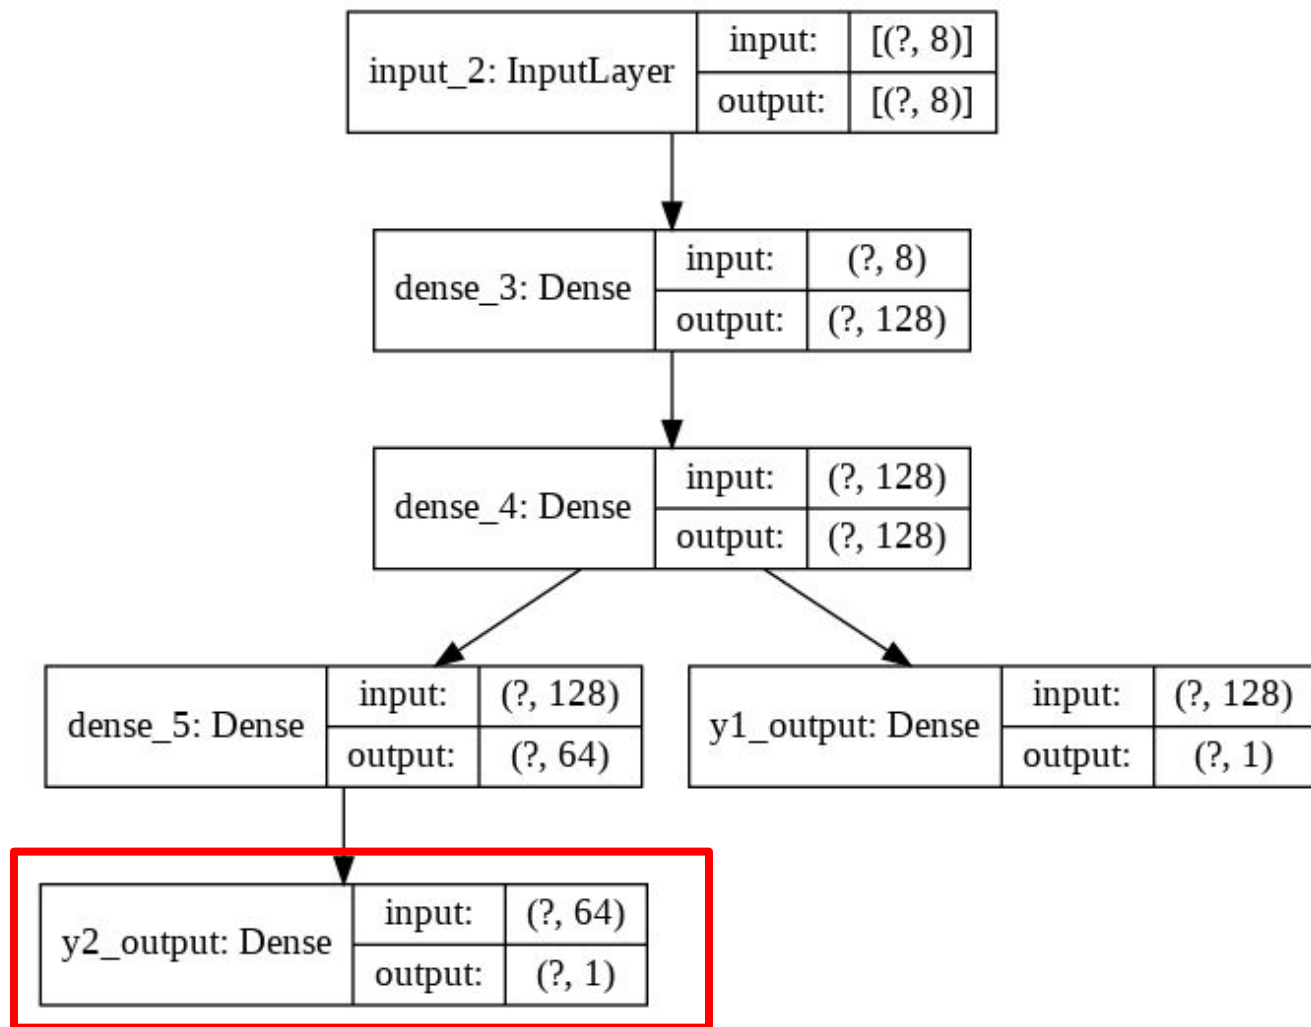 input_2: InputLayer
input: [(?, 8)]
output: [(?, 8)]
dense_3: Dense
input: (?, 8)
output: (?, 128)
dense_4: Dense
input: (?, 128)
output: (?, 128)
dense_5: Dense
input: (?, 128)
output: (?, 64)
y1_output: Dense
input: (?, 128)
output: (?, 1)
y2_output: Dense
input: (?, 64)
output: (?, 1)